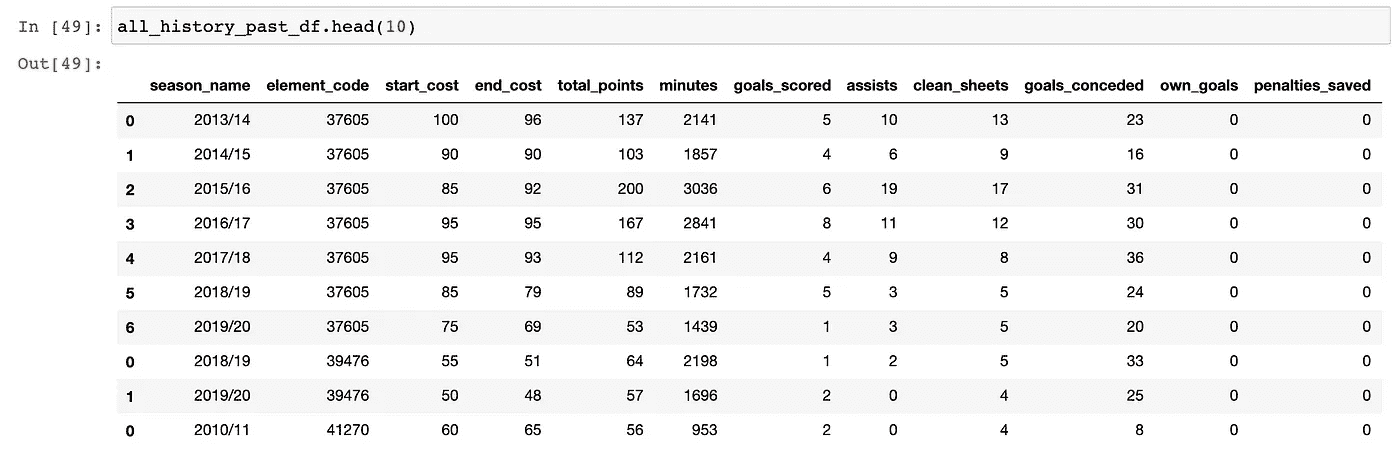 In [49]: all_history_past_df.head(10)
Out[49]:
season_name element_code start_cost end_cost total_points minutes goals_scored assists clean_sheets goals_conceded own_goals penalties_saved
0 2013/14 37605 100 96 137 2141 5 10 13 23 0 0
1 2014/15 37605 90 90 103 1857 4 6 9 16 0 0
2 2015/16 37605 85 92 200 3036 6 19 17 31 0 0
3 2016/17 37605 95 95 167 2841 8 11 12 30 0 0
4 2017/18 37605 95 93 112 2161 4 9 8 36 0 0
5 2018/19 37605 85 79 89 1732 5 3 5 24 0 0
6 2019/20 37605 75 69 53 1439 1 3 5 20 0 0
0 2018/19 39476 55 51 64 2198 1 2 5 33 0 0
1 2019/20 39476 50 48 57 1696 2 0 4 25 0 0
0 2010/11 41270 60 65 56 953 2 0 4 8 0 0